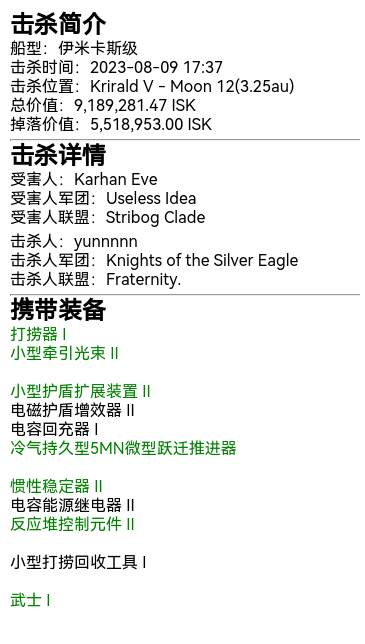 击杀简介
船型：伊米卡斯级
击杀时间：2023-08-09 17:37
击杀位置：Krirald V - Moon 12(3.25au)
总价值：9,189,281.47 ISK
掉落价值：5,518,953.00 ISK
击杀详情
受害人：Karhan Eve
受害人军团：Useless Idea
受害人联盟：Stribog Clade
击杀人：yunnnnn
击杀人军团：Knights of the Silver Eagle
击杀人联盟：Fraternity.
携带装备
打捞器 I
小型牵引光束 II
小型护盾扩展装置 II
电磁护盾增效器 II
电容回充器 I
冷气持久型5MN微型跃迁推进器
惯性稳定器 II
电容能源继电器 II
反应堆控制元件 II
小型打捞回收工具 I
武士 I